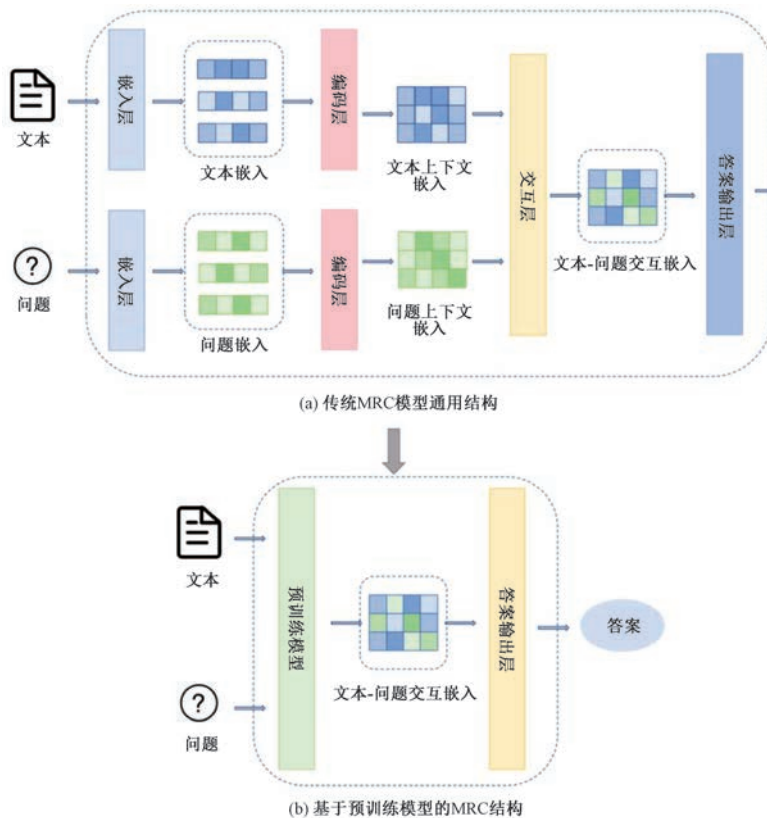 文本
嵌入层
文本嵌入
编码层
文本上下文
嵌入
交互层
文本-问题交互嵌入
答案输出层
?
问题
嵌入层
问题嵌入
编码层
问题上下文
嵌入
(a) 传统MRC模型通用结构
文本
预训练模型
文本-问题交互嵌入
答案输出层
答案
?
问题
(b) 基于预训练模型的MRC结构